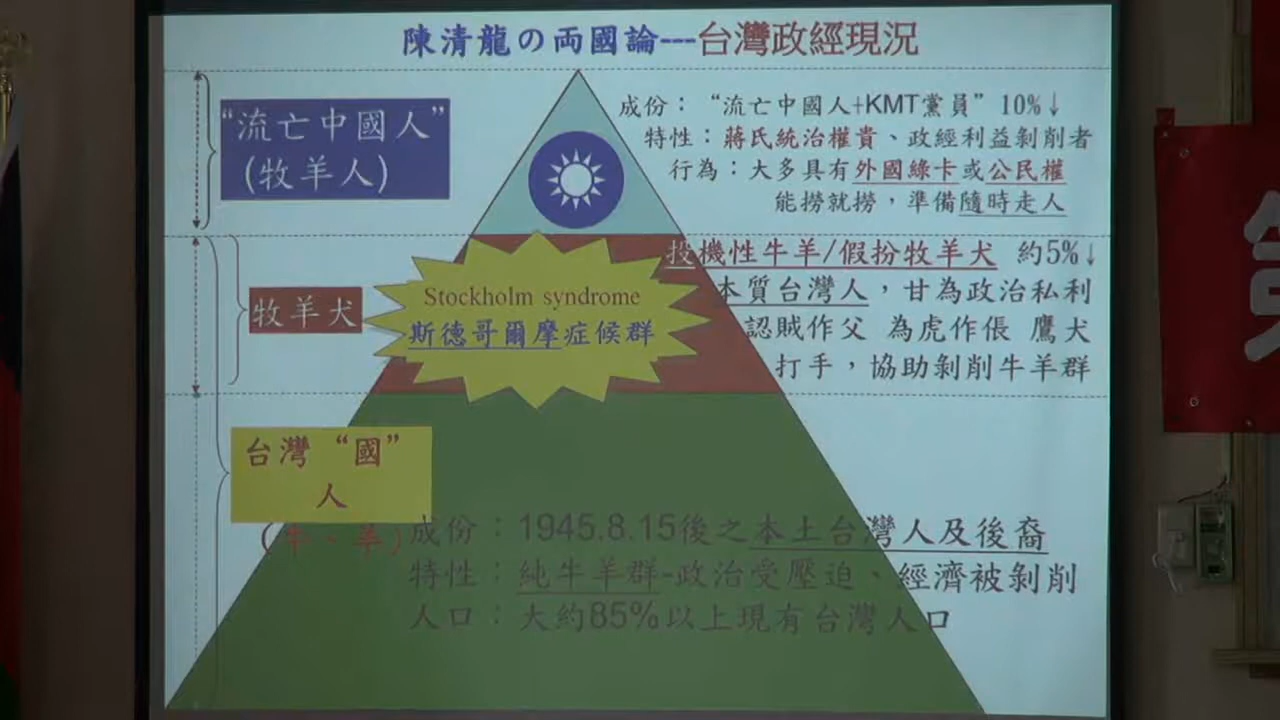 陳清龍の両國論---台灣政經現況
“流亡中國人”
(牧羊人)
成份：“流亡中國人+KMT黨員”10%↓
特性：蔣氏統治權貴、政經利益剝削者
行為：大多具有外國綠卡或公民權
能撈就撈，準備隨時走人
牧羊犬
Stockholm syndrome
斯德哥爾摩症候群
投機性牛羊/假扮牧羊犬 約5%↓
本質台灣人，甘為政治私利
認賊作父 為虎作倀 鷹犬
打手，協助剝削牛羊群
台灣“國”
人
(牛、羊)
成份：1945.8.15後之本土台灣人及後裔
特性：純牛羊群-政治受壓迫、經濟被剝削
人口：大約85%以上現有台灣人口